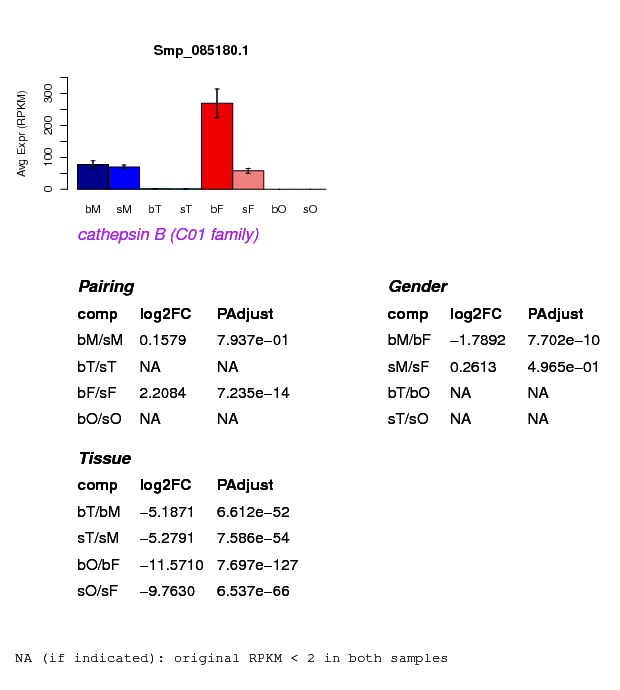 Smp_085180.1
Avg Expr (RPKM)
0 100 200 300
bM sM bT sT bF sF bO sO
cathepsin B (C01 family)
Pairing
comp log2FC PAdjust
bM/sM 0.1579 7.937e−01
bT/sT NA NA
bF/sF 2.2084 7.235e−14
bO/sO NA NA
Gender
comp log2FC PAdjust
bM/bF −1.7892 7.702e−10
sM/sF 0.2613 4.965e−01
bT/bO NA NA
sT/sO NA NA
Tissue
comp log2FC PAdjust
bT/bM −5.1871 6.612e−52
sT/sM −5.2791 7.586e−54
bO/bF −11.5710 7.697e−127
sO/sF −9.7630 6.537e−66
NA (if indicated): original RPKM < 2 in both samples